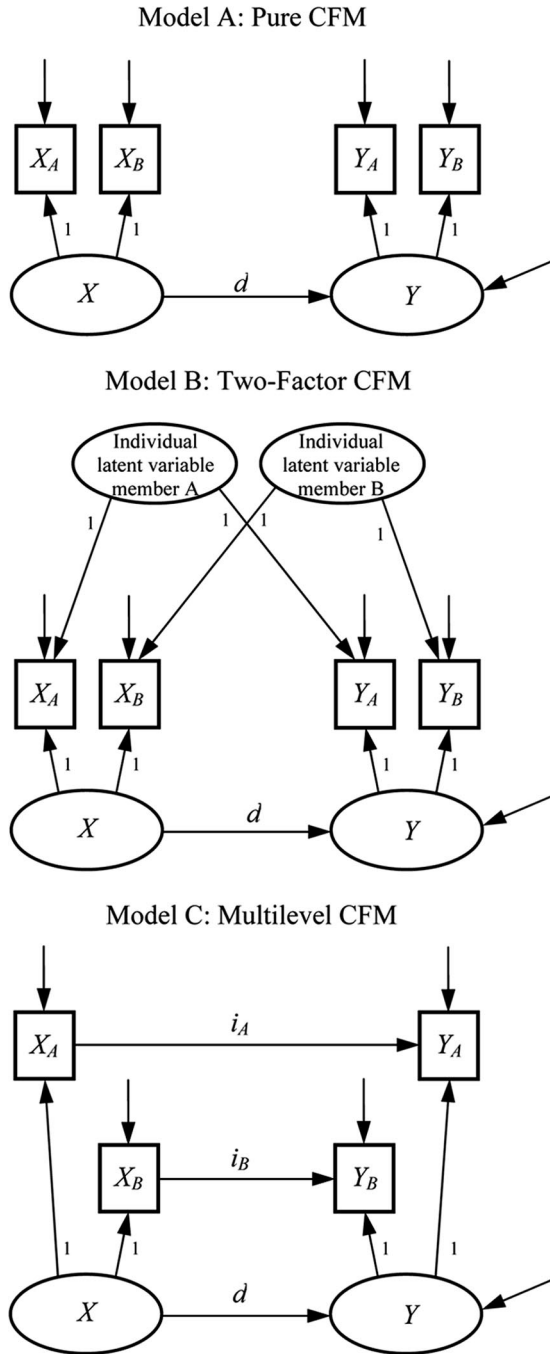 Model A: Pure CFM
X_A X_B Y_A Y_B
1 1 1 1
X d Y
Model B: Two-Factor CFM
Individual latent variable member A
Individual latent variable member B
1 1 1 1
X_A X_B Y_A Y_B
1 1 1 1
X d Y
Model C: Multilevel CFM
X_A i_A Y_A
X_B i_B Y_B
1 1 1 1
X d Y